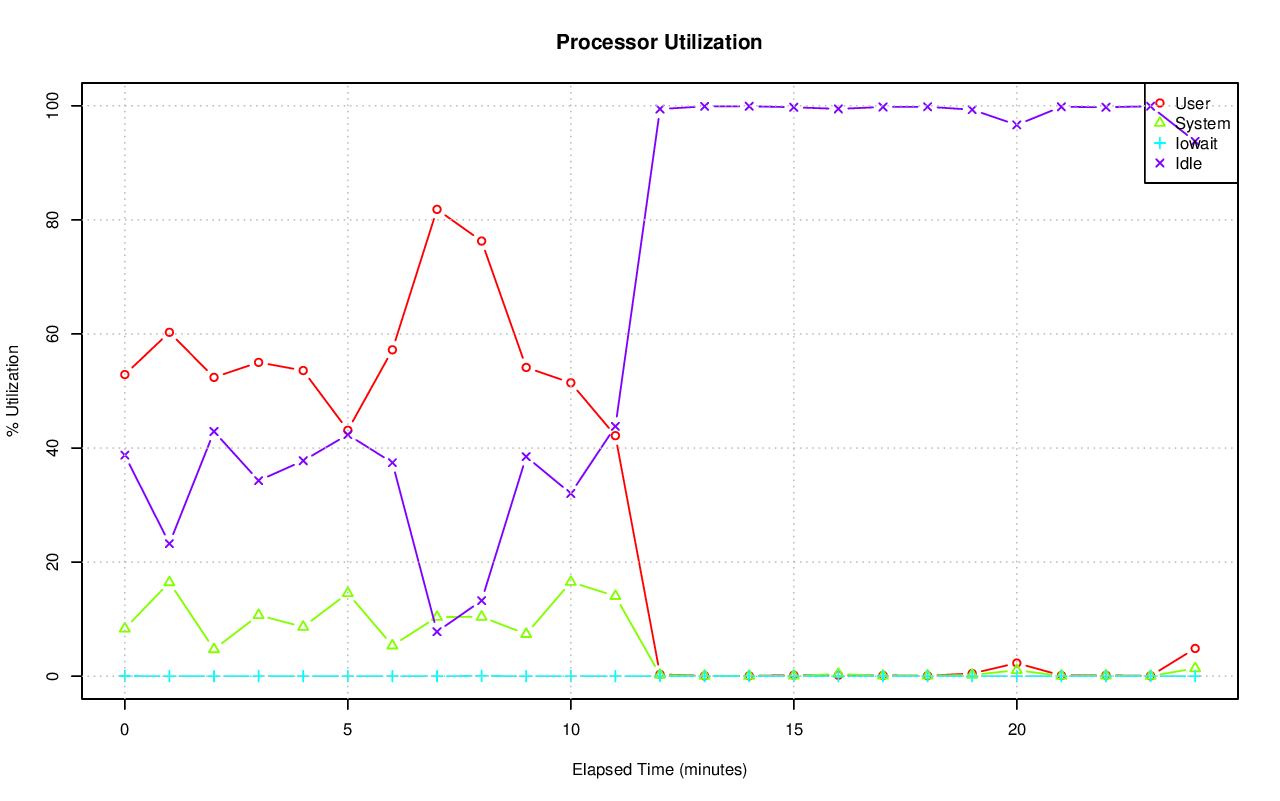 Processor Utilization
% Utilization
100
80
60
40
20
0
User
System
Iowait
Idle
0 5 10 15 20
Elapsed Time (minutes)